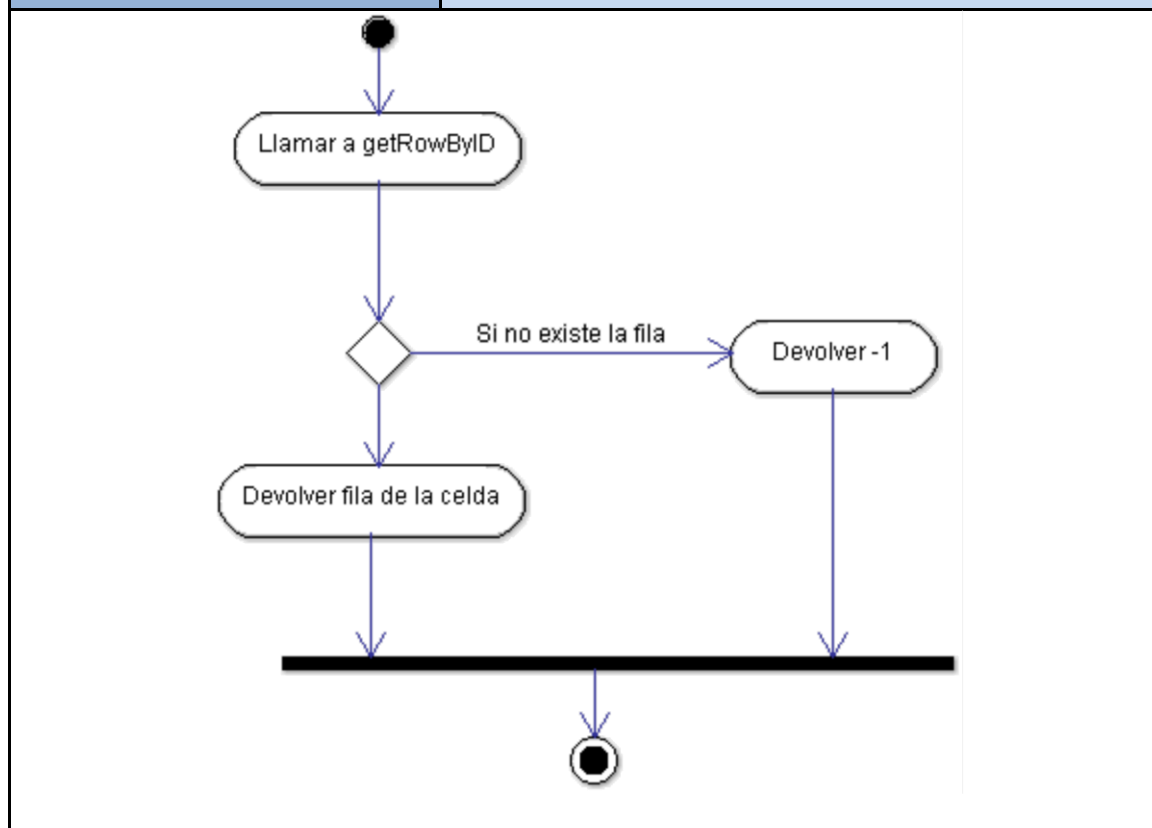 Llamar a getRowByID
Si no existe la fila
Devolver -1
Devolver fila de la celda